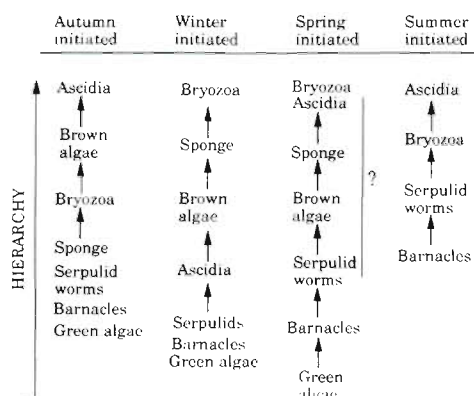 Autumn initiated
Winter initiated
Spring initiated
Summer initiated
HIERARCHY
Ascidia
Brown algae
Bryozoa
Sponge
Serpulid worms
Barnacles
Green algae
Bryozoa
Sponge
Brown algae
Ascidia
Serpulids
Barnacles
Green algae
Bryozoa
Ascidia
Sponge
Brown algae
Serpulid worms
Barnacles
Green algae
?
Ascidia
Bryozoa
Serpulid worms
Barnacles